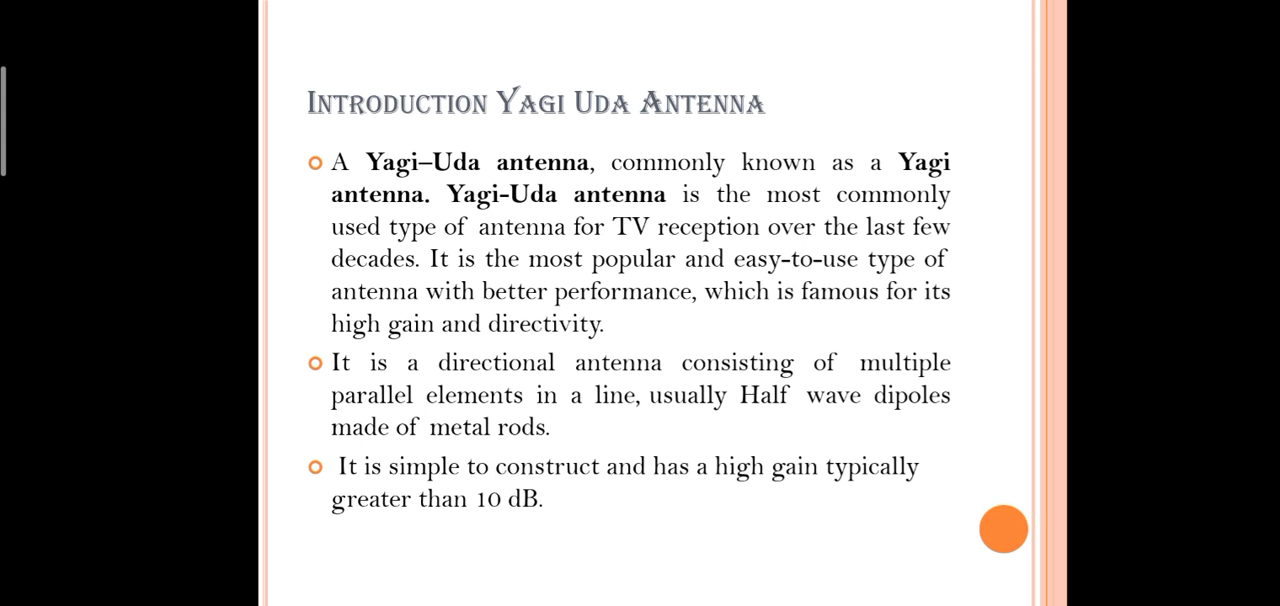 INTRODUCTION YAGI UDA ANTENNA
A Yagi–Uda antenna, commonly known as a Yagi
antenna. Yagi-Uda antenna is the most commonly
used type of antenna for TV reception over the last few
decades. It is the most popular and easy-to-use type of
antenna with better performance, which is famous for its
high gain and directivity.
It is a directional antenna consisting of multiple
parallel elements in a line, usually Half wave dipoles
made of metal rods.
It is simple to construct and has a high gain typically
greater than 10 dB.